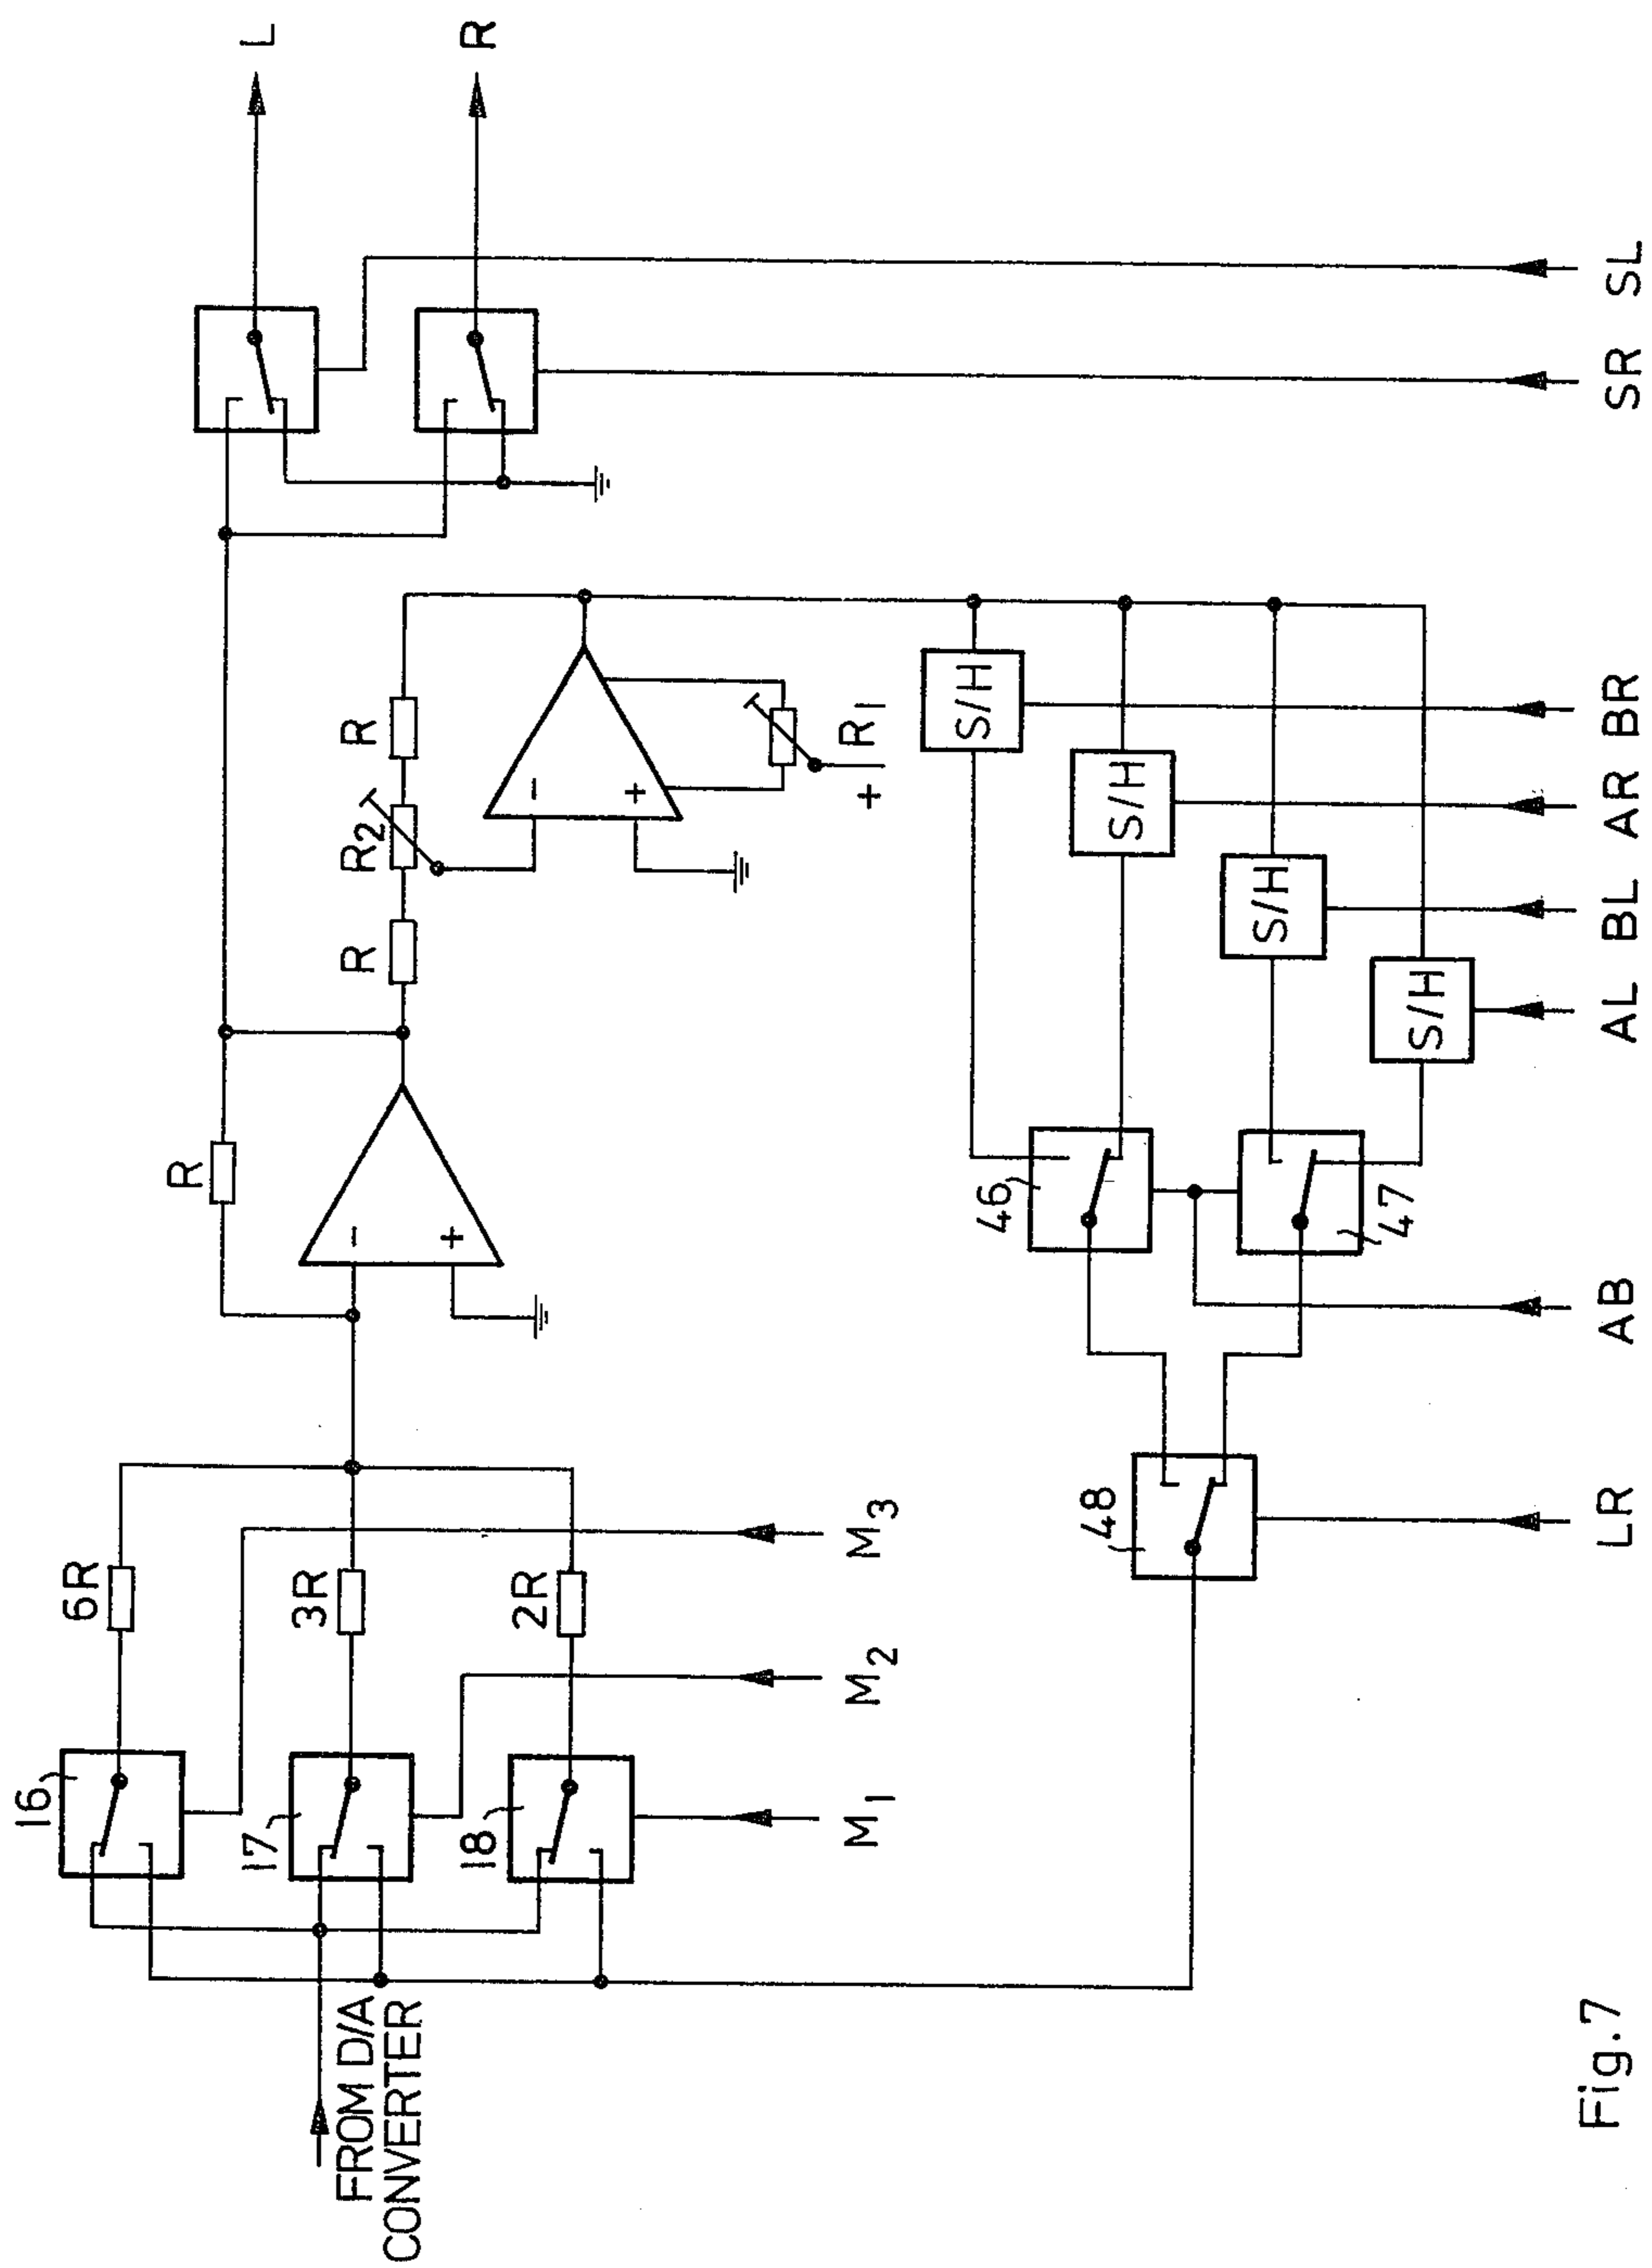 L
R
SL
SR
R
R
R2
R
-
+
-
+
R1
+
6R
3R
2R
16
17
18
M3
M2
M1
FROM D/A
CONVERTER
S/H
S/H
S/H
S/H
46
47
48
BR
AR
BL
AL
AB
LR
Fig.7